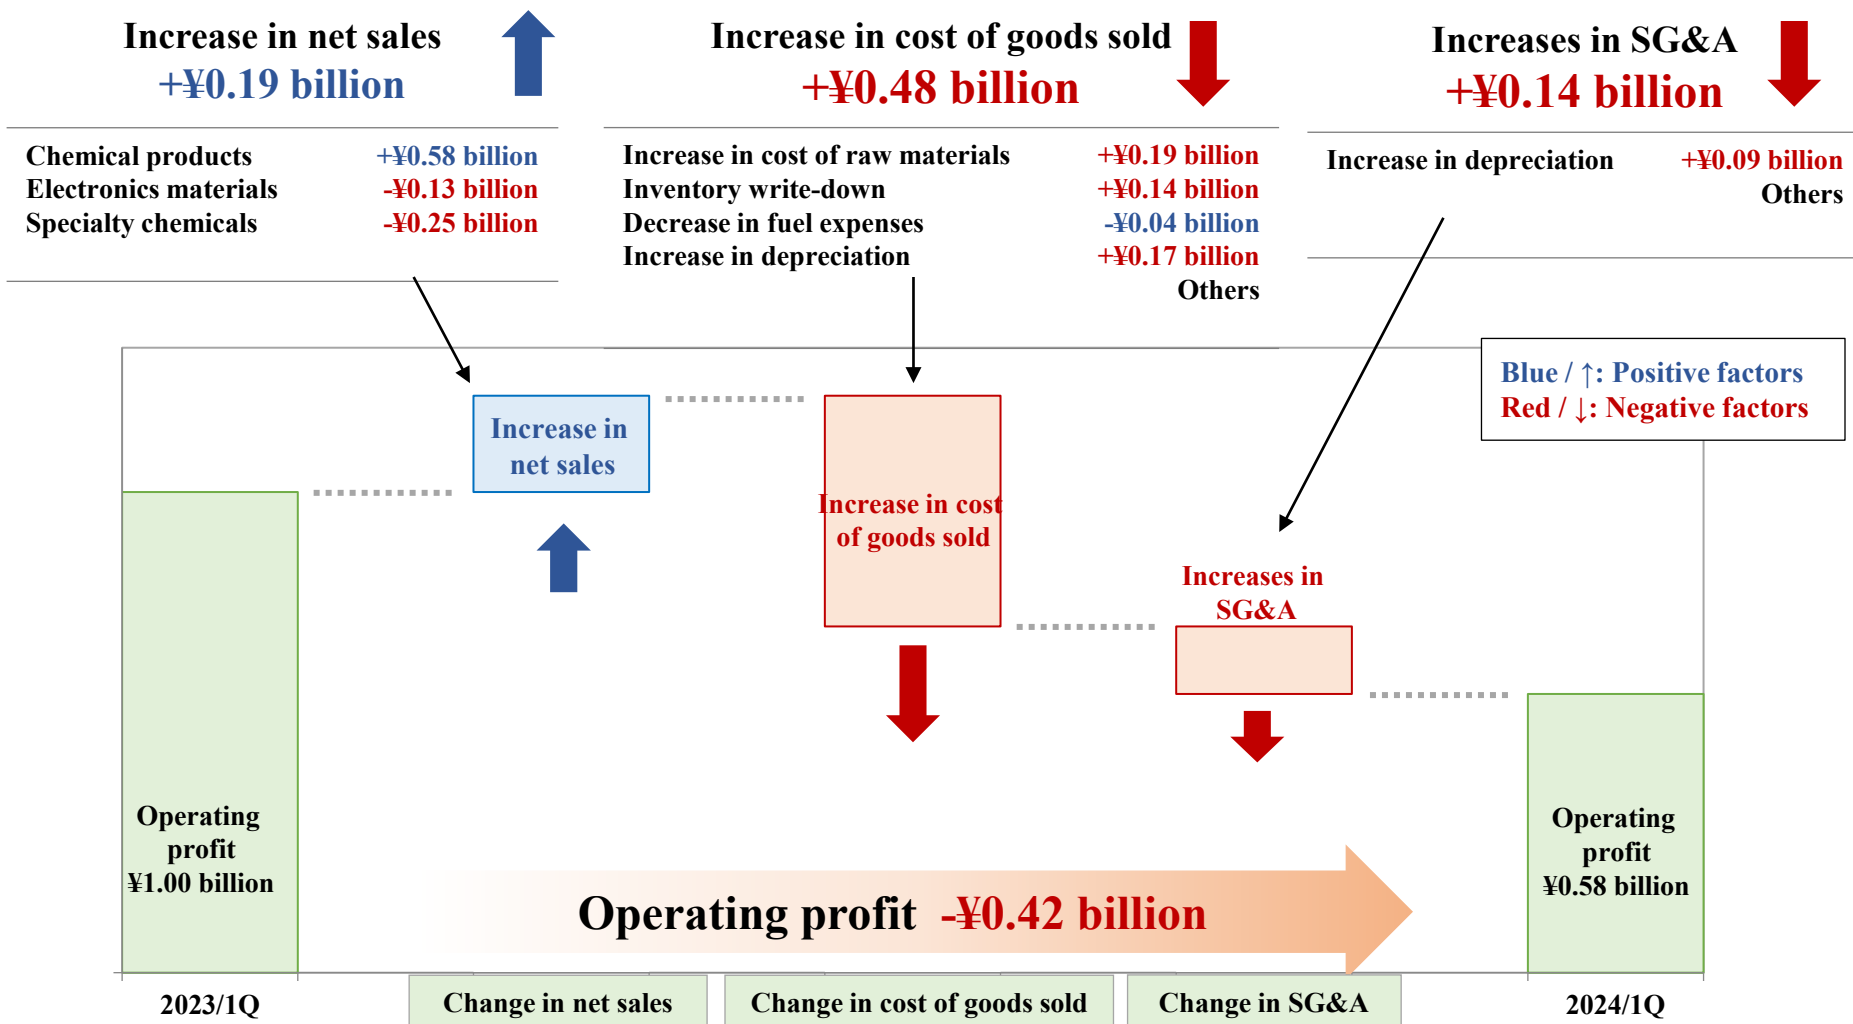 Increase in net sales
+¥0.19 billion
Chemical products +¥0.58 billion
Electronics materials -¥0.13 billion
Specialty chemicals -¥0.25 billion
Increase in cost of goods sold
+¥0.48 billion
Increase in cost of raw materials +¥0.19 billion
Inventory write-down +¥0.14 billion
Decrease in fuel expenses -¥0.04 billion
Increase in depreciation +¥0.17 billion
Others
Increases in SG&A
+¥0.14 billion
Increase in depreciation +¥0.09 billion
Others
Blue / ↑: Positive factors
Red / ↓: Negative factors
Increase in
net sales
Increase in cost
of goods sold
Increases in
SG&A
Operating
profit
¥1.00 billion
Operating profit -¥0.42 billion
Operating
profit
¥0.58 billion
2023/1Q
Change in net sales
Change in cost of goods sold
Change in SG&A
2024/1Q